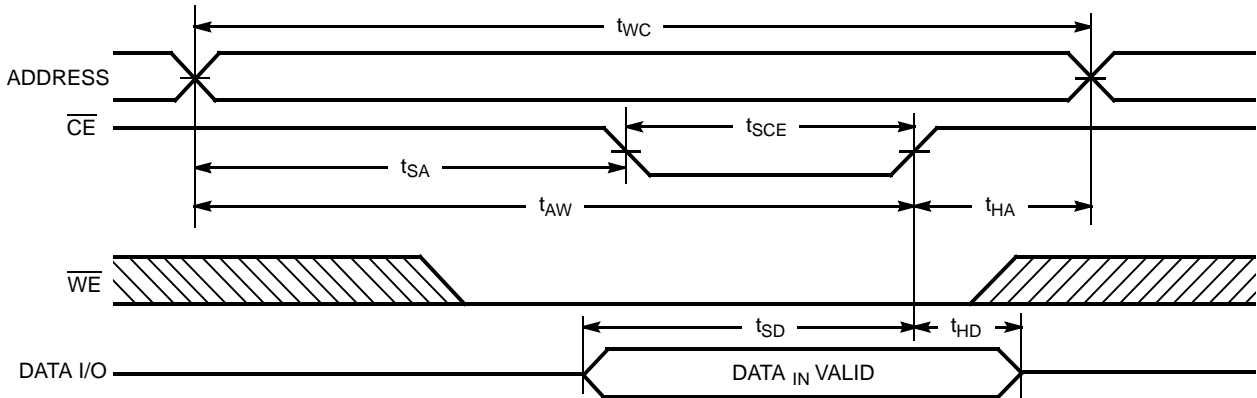 tWC
ADDRESS
CE
tSCE
tSA
tAW
tHA
WE
tSD
tHD
DATA I/O
DATA IN VALID